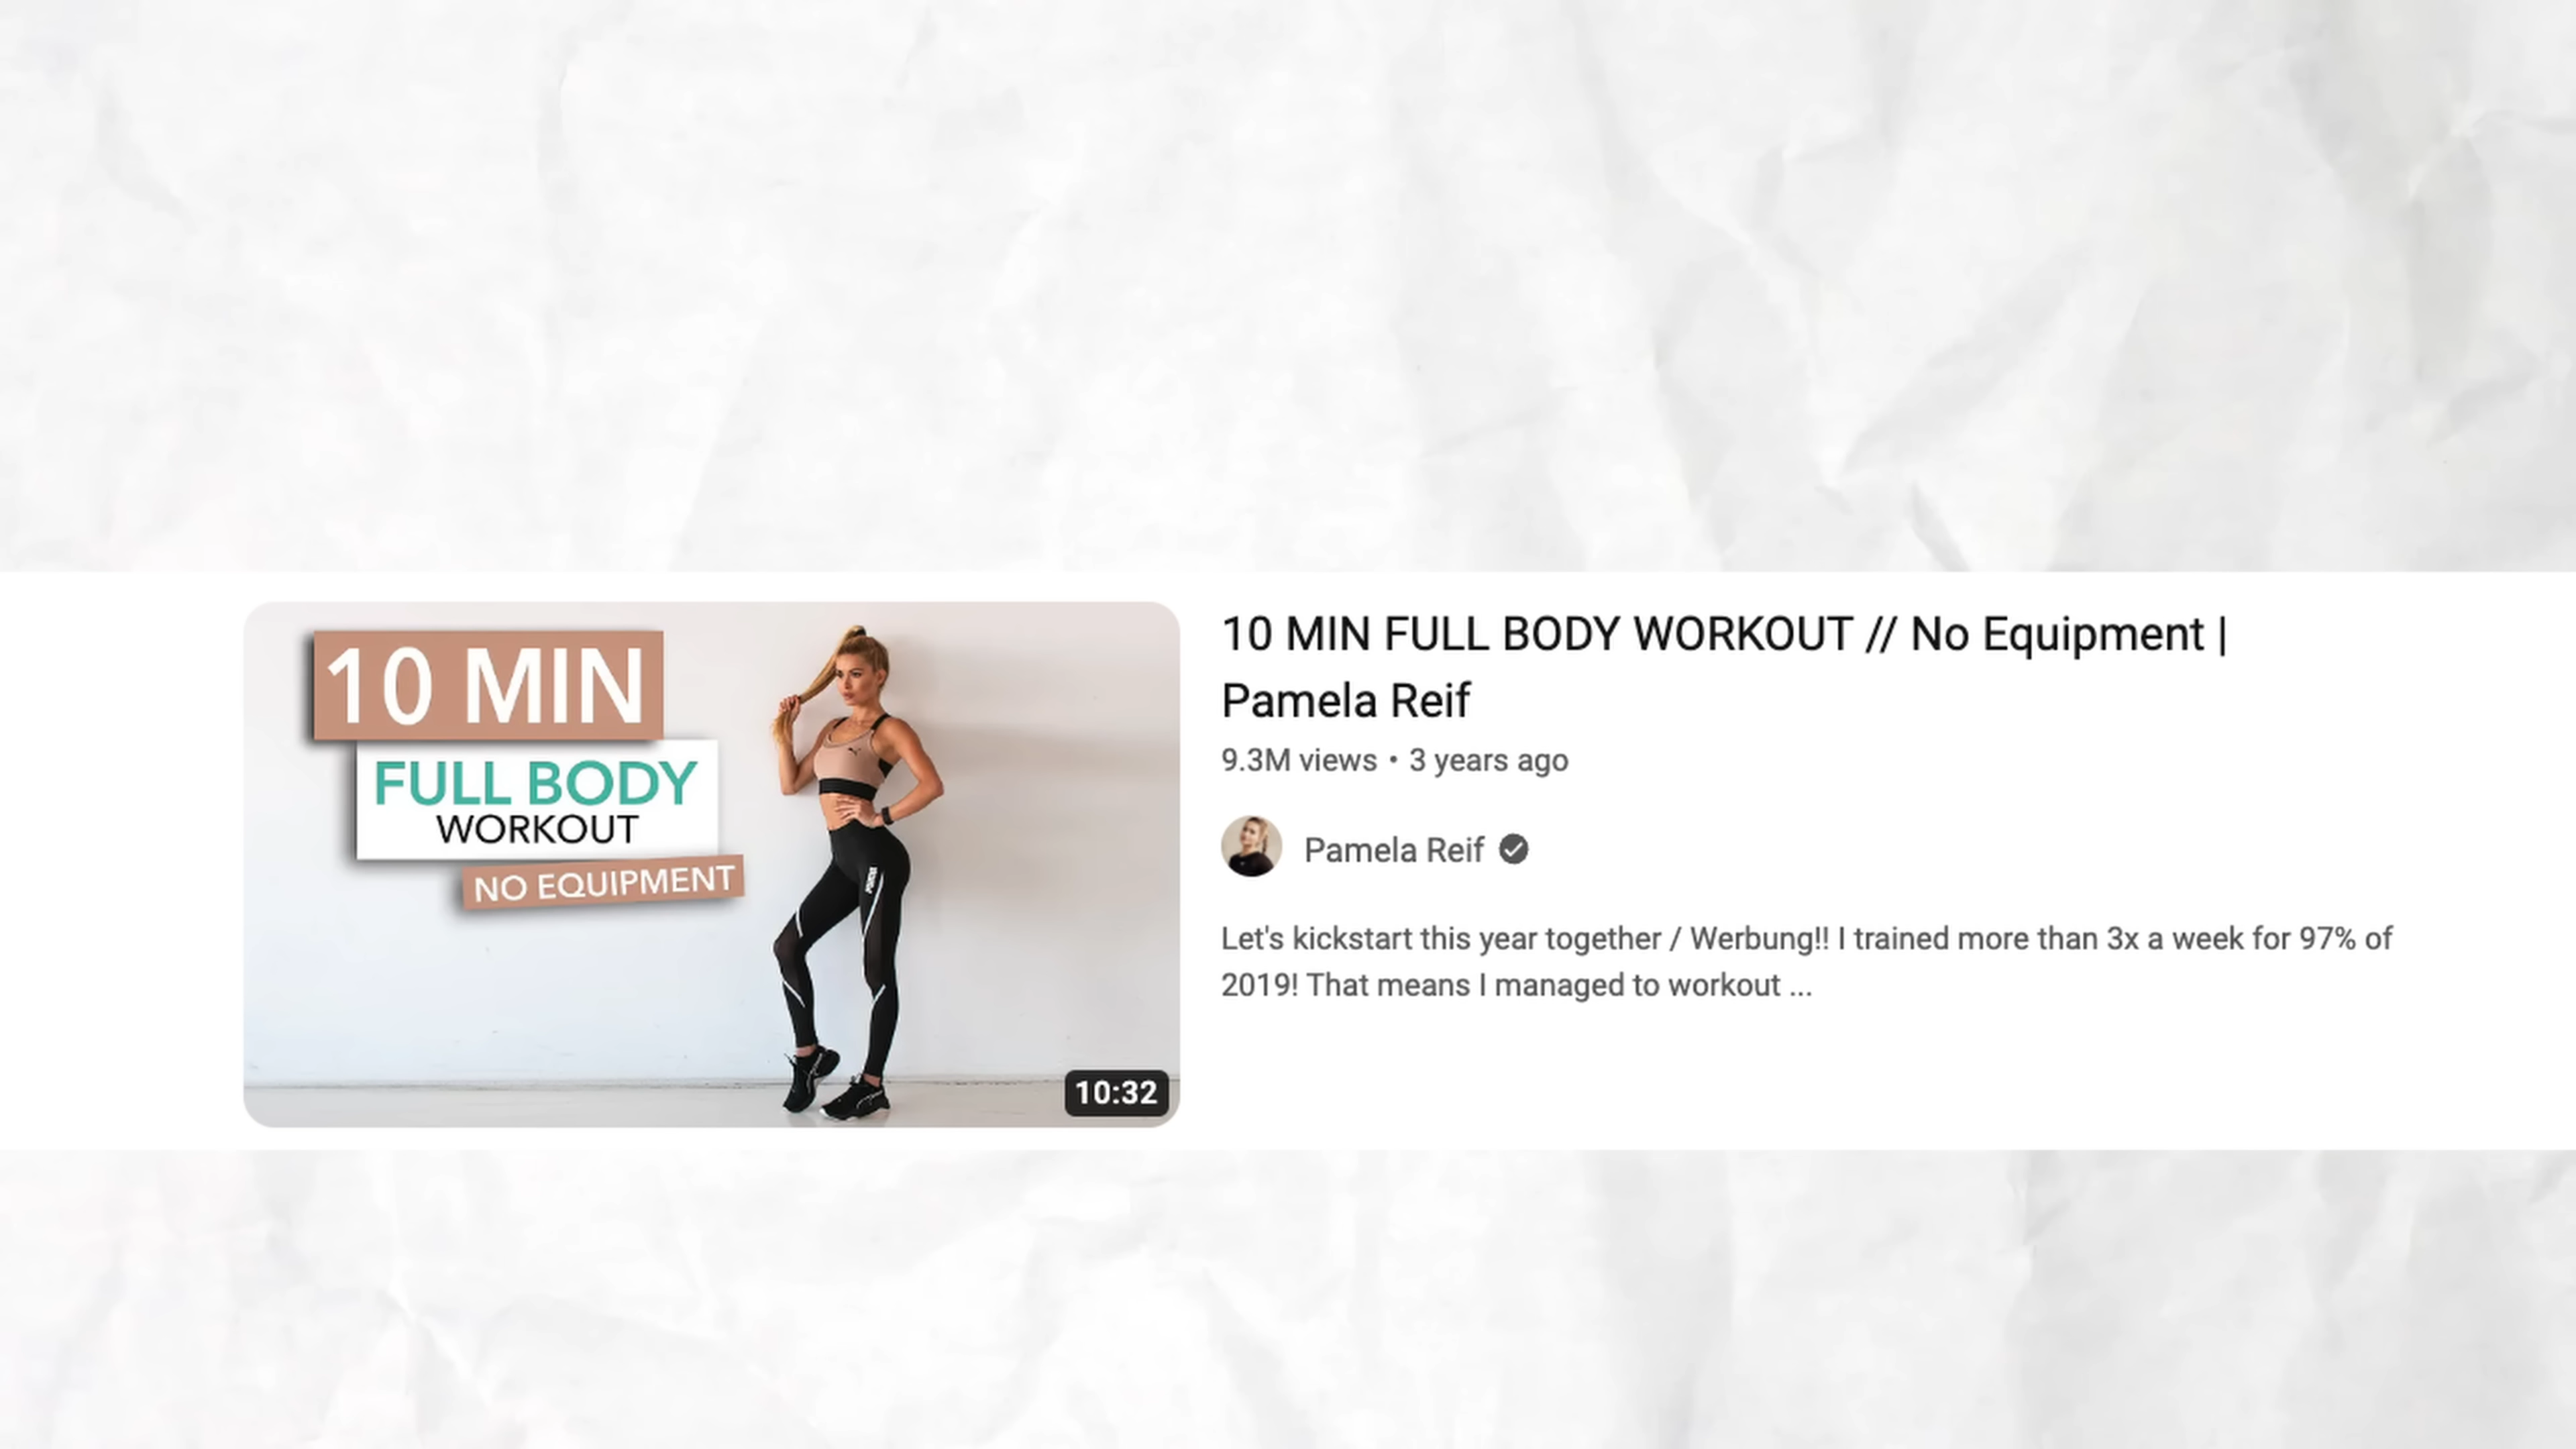 10 MIN
FULL BODY
WORKOUT
NO EQUIPMENT
10:32
10 MIN FULL BODY WORKOUT // No Equipment |
Pamela Reif
9.3M views • 3 years ago
Pamela Reif
Let's kickstart this year together / Werbung!! I trained more than 3x a week for 97% of
2019! That means I managed to workout ...